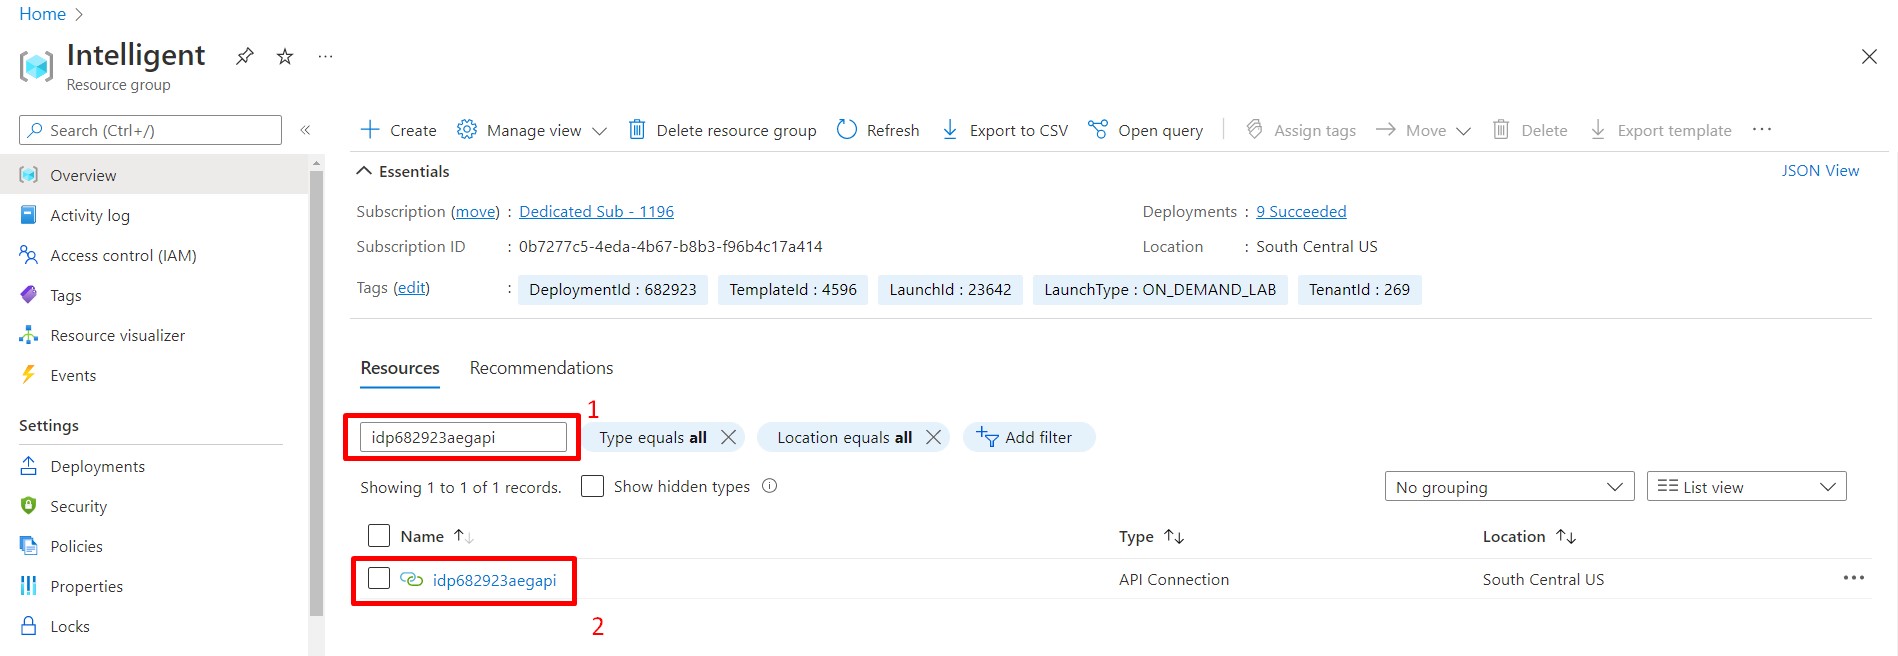 Home
Intelligent
Resource group
Search (Ctrl+/)
Create Manage view Delete resource group Refresh Export to CSV Open query Assign tags Move Delete Export template
Overview
Activity log
Access control (IAM)
Tags
Resource visualizer
Events
Settings
Deployments
Security
Policies
Properties
Locks
Essentials
JSON View
Subscription (move) : Dedicated Sub - 1196
Deployments : 9 Succeeded
Subscription ID : 0b7277c5-4eda-4b67-b8b3-f96b4c17a414
Location : South Central US
Tags (edit) : DeploymentId : 682923 TemplateId : 4596 LaunchId : 23642 LaunchType : ON_DEMAND_LAB TenantId : 269
Resources Recommendations
1
idp682923aegapi Type equals all Location equals all Add filter
Showing 1 to 1 of 1 records. Show hidden types No grouping List view
Name Type Location
idp682923aegapi API Connection South Central US
2